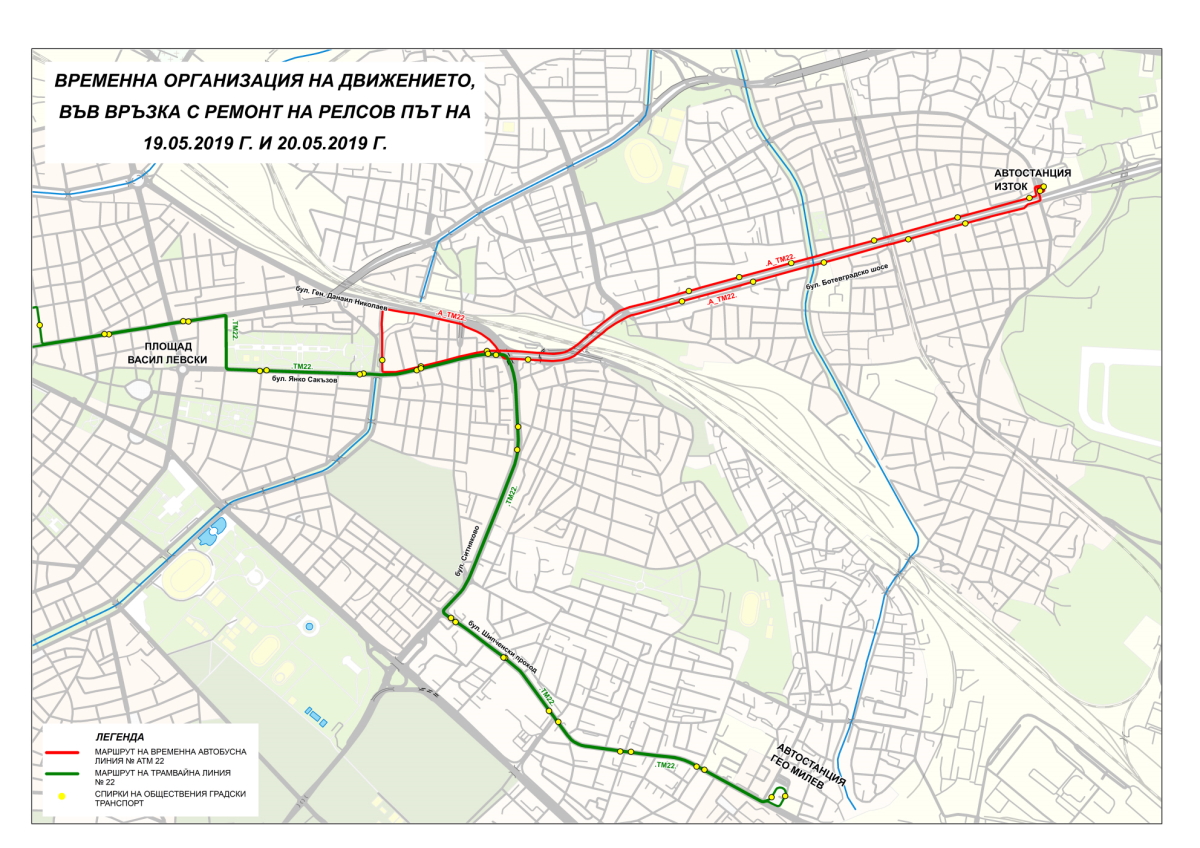 ВРЕМЕННА ОРГАНИЗАЦИЯ НА ДВИЖЕНИЕТО,
ВЪВ ВРЪЗКА С РЕМОНТ НА РЕЛСОВ ПЪТ НА
19.05.2019 Г. И 20.05.2019 Г.
АВТОСТАНЦИЯ
ИЗТОК
.А_ТМ22.
бул. Ботевградско шосе
.А_ТМ22.
бул. Ген. Данаил Николаев
.А_ТМ22.
.ТМ22.
ПЛОЩАД
ВАСИЛ ЛЕВСКИ
.ТМ22.
бул. Янко Сакъзов
.ТМ22.
бул. Ситняково
бул. Шипченски проход
.ТМ22.
.ТМ22.
АВТОСТАНЦИЯ
ГЕО МИЛЕВ
ЛЕГЕНДА
МАРШРУТ НА ВРЕМЕННА АВТОБУСНА
ЛИНИЯ № АТМ 22
МАРШРУТ НА ТРАМВАЙНА ЛИНИЯ
№ 22
СПИРКИ НА ОБЩЕСТВЕНИЯ ГРАДСКИ
ТРАНСПОРТ